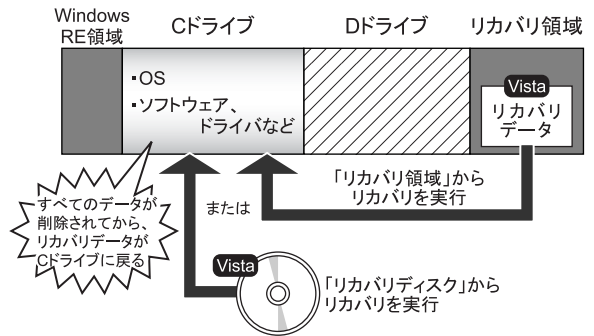 Windows
RE領域
Cドライブ
Dドライブ
リカバリ領域
・OS
・ソフトウェア、
ドライバなど
Vista
リカバリ
データ
すべてのデータが
削除されてから、
リカバリデータが
Cドライブに戻る
または
「リカバリ領域」から
リカバリを実行
Vista
「リカバリディスク」から
リカバリを実行